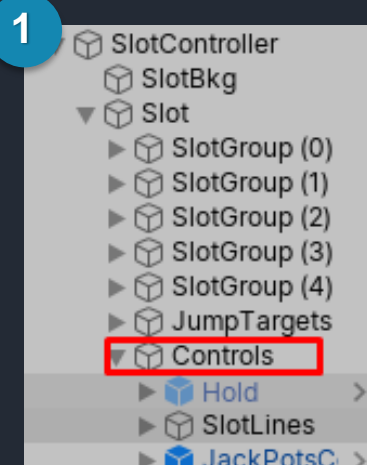 1
SlotController
SlotBkg
Slot
SlotGroup (0)
SlotGroup (1)
SlotGroup (2)
SlotGroup (3)
SlotGroup (4)
JumpTargets
Controls
Hold
SlotLines
JackPotsC